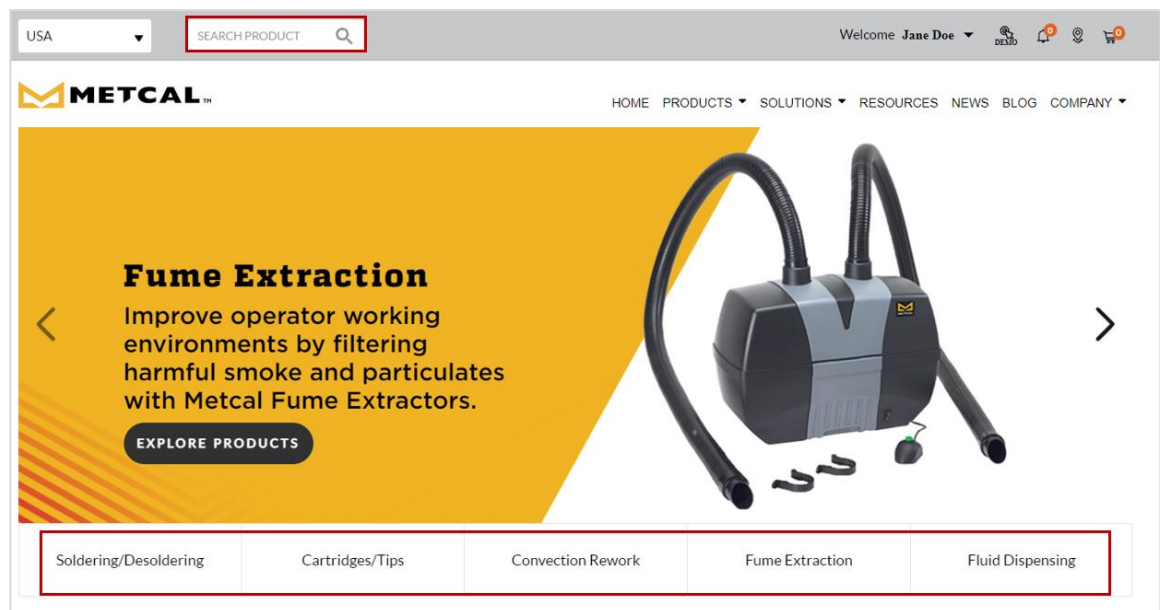 USA
SEARCH PRODUCT
Welcome Jane Doe
DEMO
0
0
METCAL™
HOME PRODUCTS SOLUTIONS RESOURCES NEWS BLOG COMPANY
Fume Extraction
Improve operator working
environments by filtering
harmful smoke and particulates
with Metcal Fume Extractors.
EXPLORE PRODUCTS
METCAL
Soldering/Desoldering
Cartridges/Tips
Convection Rework
Fume Extraction
Fluid Dispensing